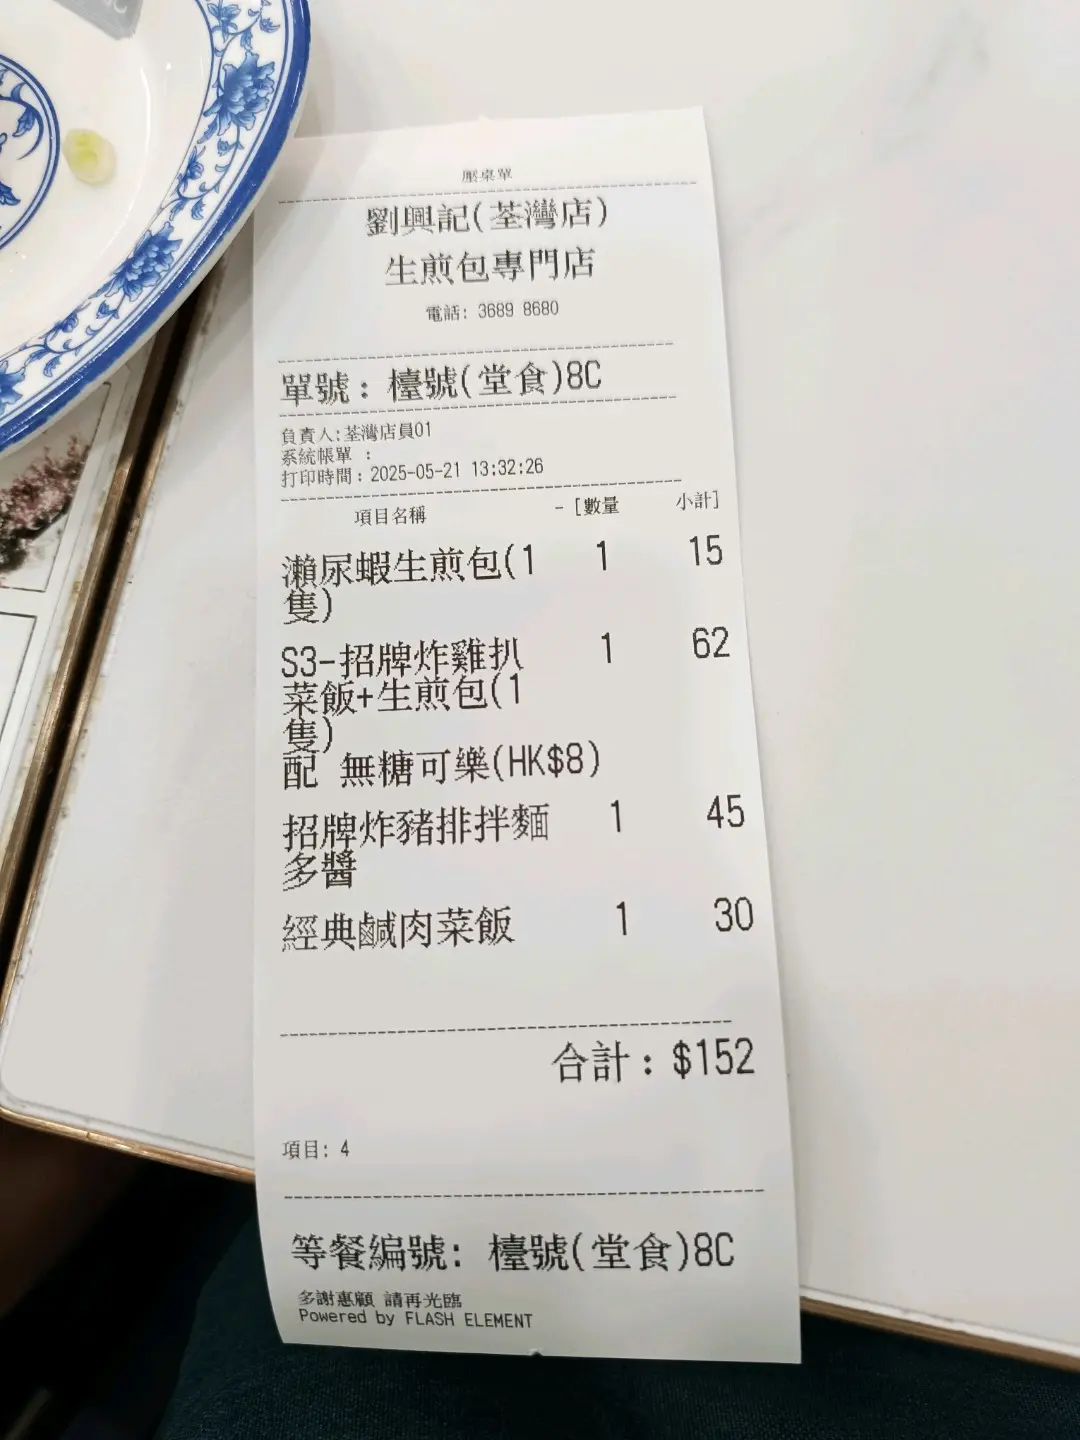 壓桌單
劉興記(荃灣店)
生煎包專門店
電話: 3689 8680
單號：檯號(堂食)8C
負責人:荃灣店員01
系統帳單 :
打印時間：2025-05-21 13:32:26
項目名稱 - [數量 小計]
瀨尿蝦生煎包(1 1 15
隻)
S3-招牌炸雞扒 1 62
菜飯+生煎包(1
隻)
配 無糖可樂(HK$8)
招牌炸豬排拌麵 1 45
多醬
經典鹹肉菜飯 1 30
合計：$152
項目: 4
等餐編號: 檯號(堂食)8C
多謝惠顧 請再光臨
Powered by FLASH ELEMENT